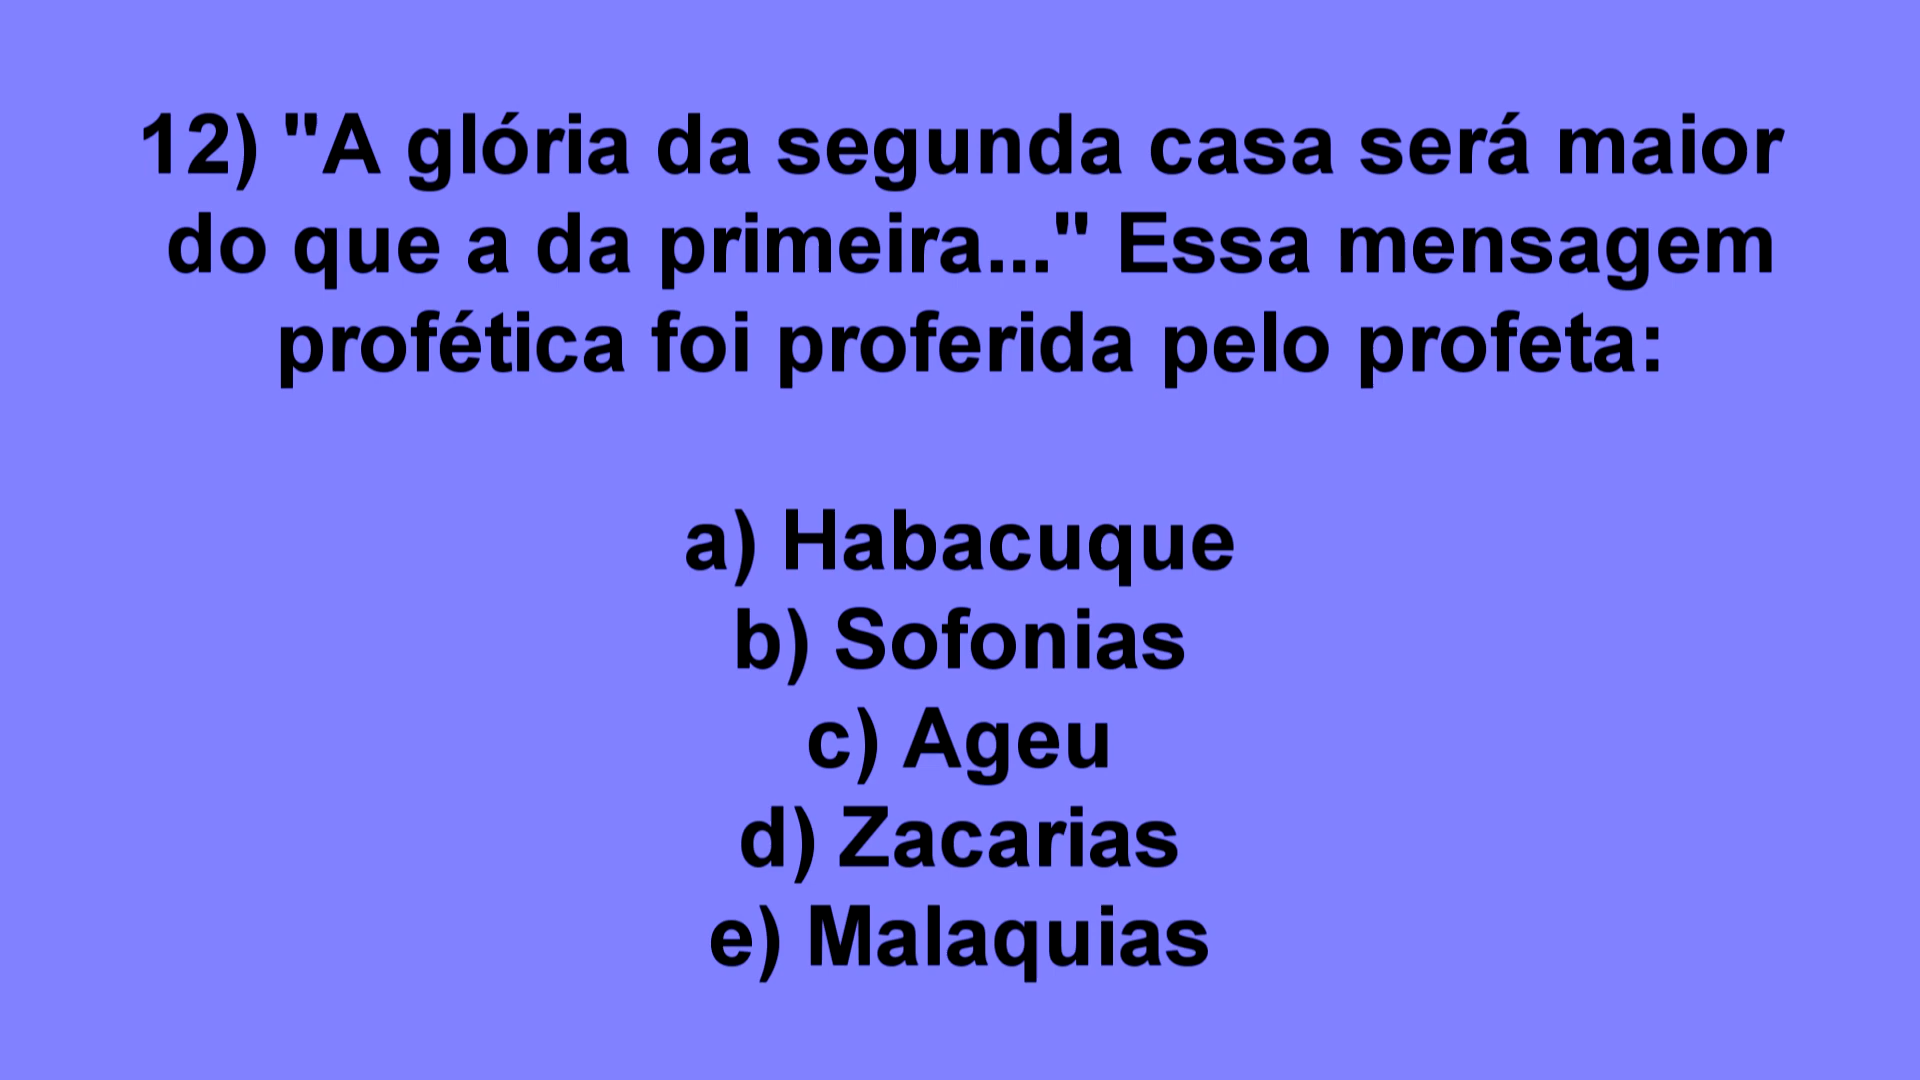 12) "A glória da segunda casa será maior
do que a da primeira..." Essa mensagem
profética foi proferida pelo profeta:
a) Habacuque
b) Sofonias
c) Ageu
d) Zacarias
e) Malaquias